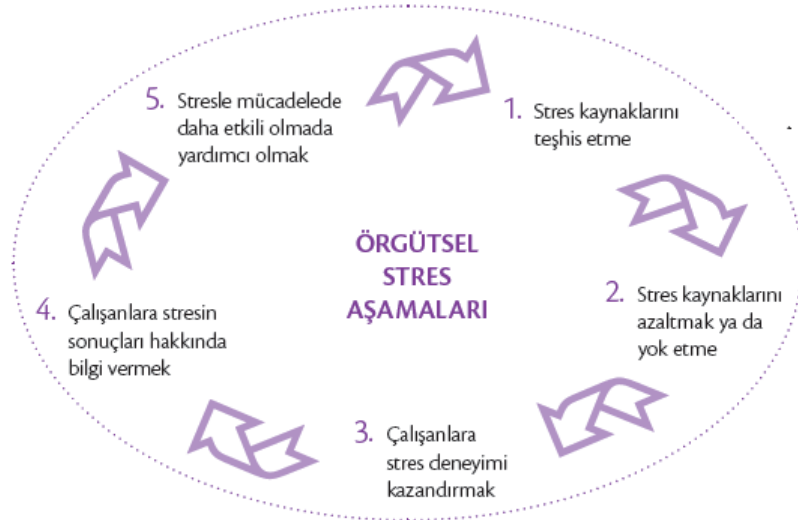 ÖRGÜTSEL
STRES
AŞAMALARI
1. Stres kaynaklarını
teşhis etme
2. Stres kaynaklarını
azaltmak ya da
yok etme
3. Çalışanlara
stres deneyimi
kazandırmak
4. Çalışanlara stresin
sonuçları hakkında
bilgi vermek
5. Stresle mücadelede
daha etkili olmada
yardımcı olmak